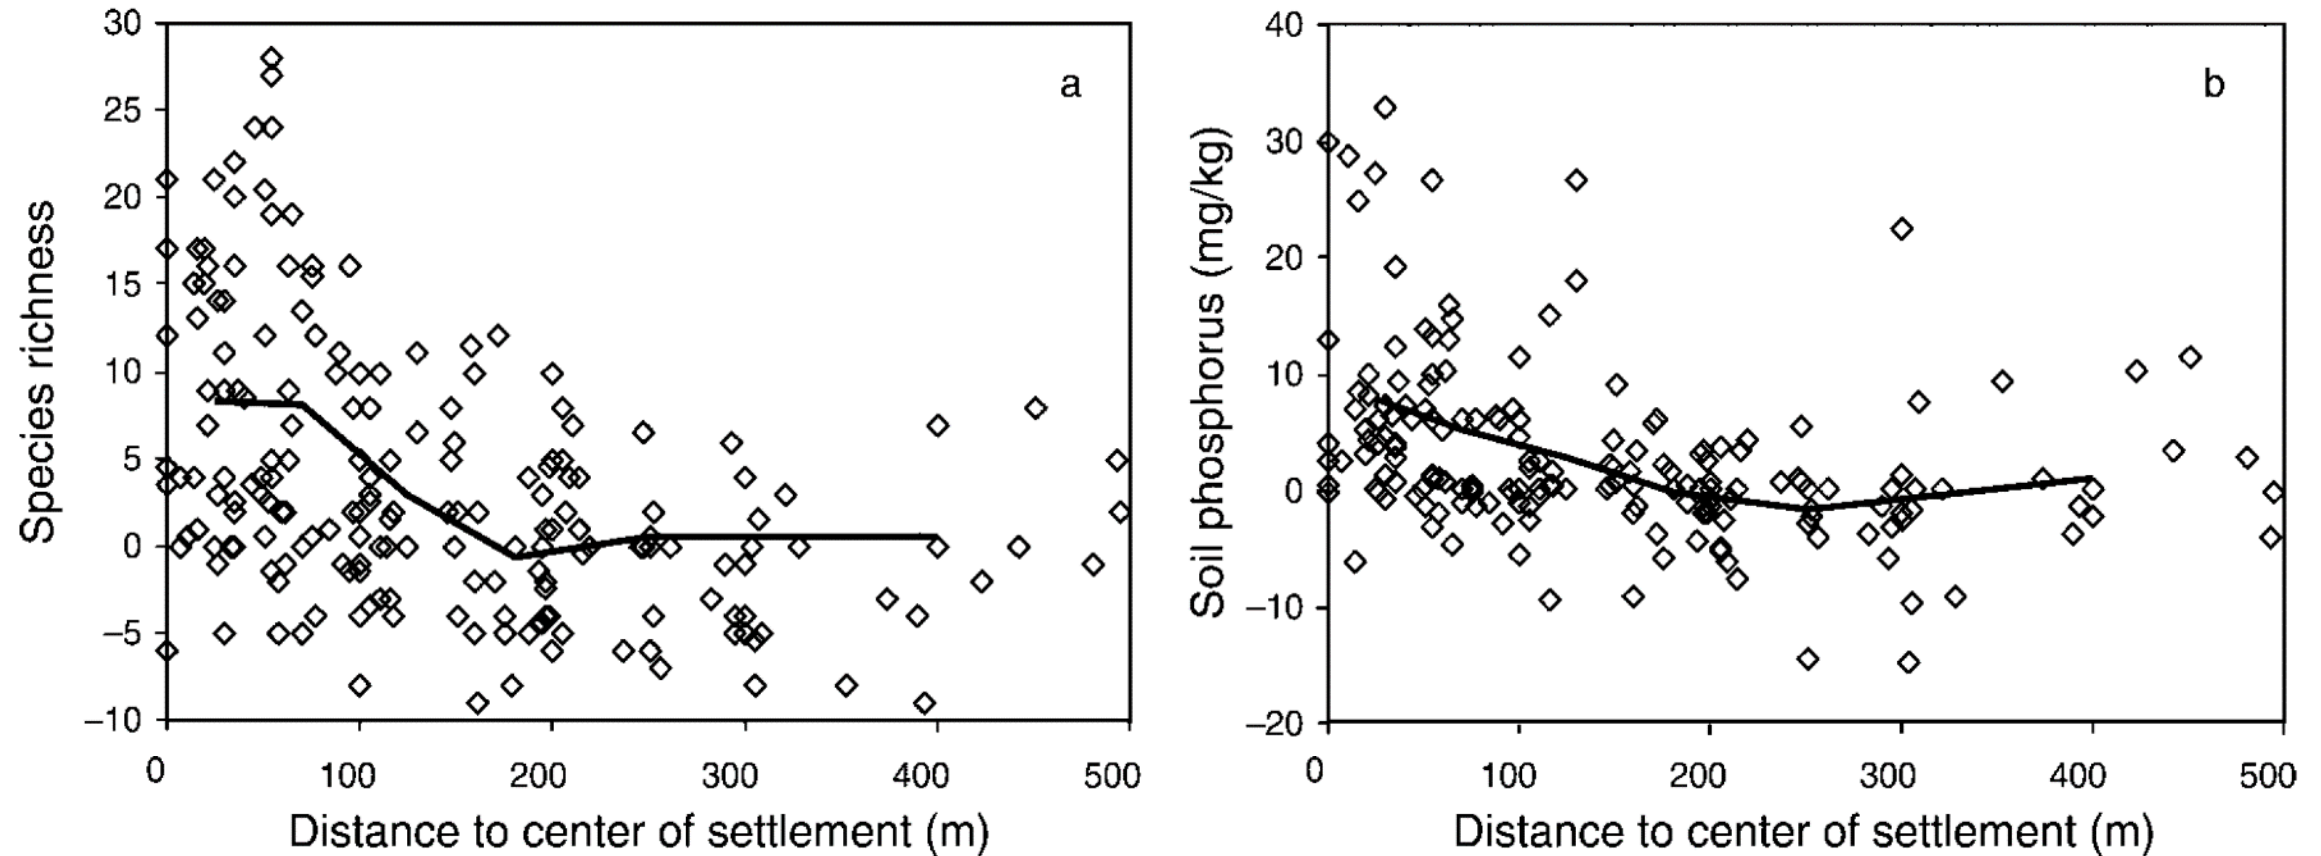 30
25
20
15
10
5
0
−5
−10
Species richness
a
0 100 200 300 400 500
Distance to center of settlement (m)
40
30
20
10
0
−10
−20
Soil phosphorus (mg/kg)
b
0 100 200 300 400 500
Distance to center of settlement (m)